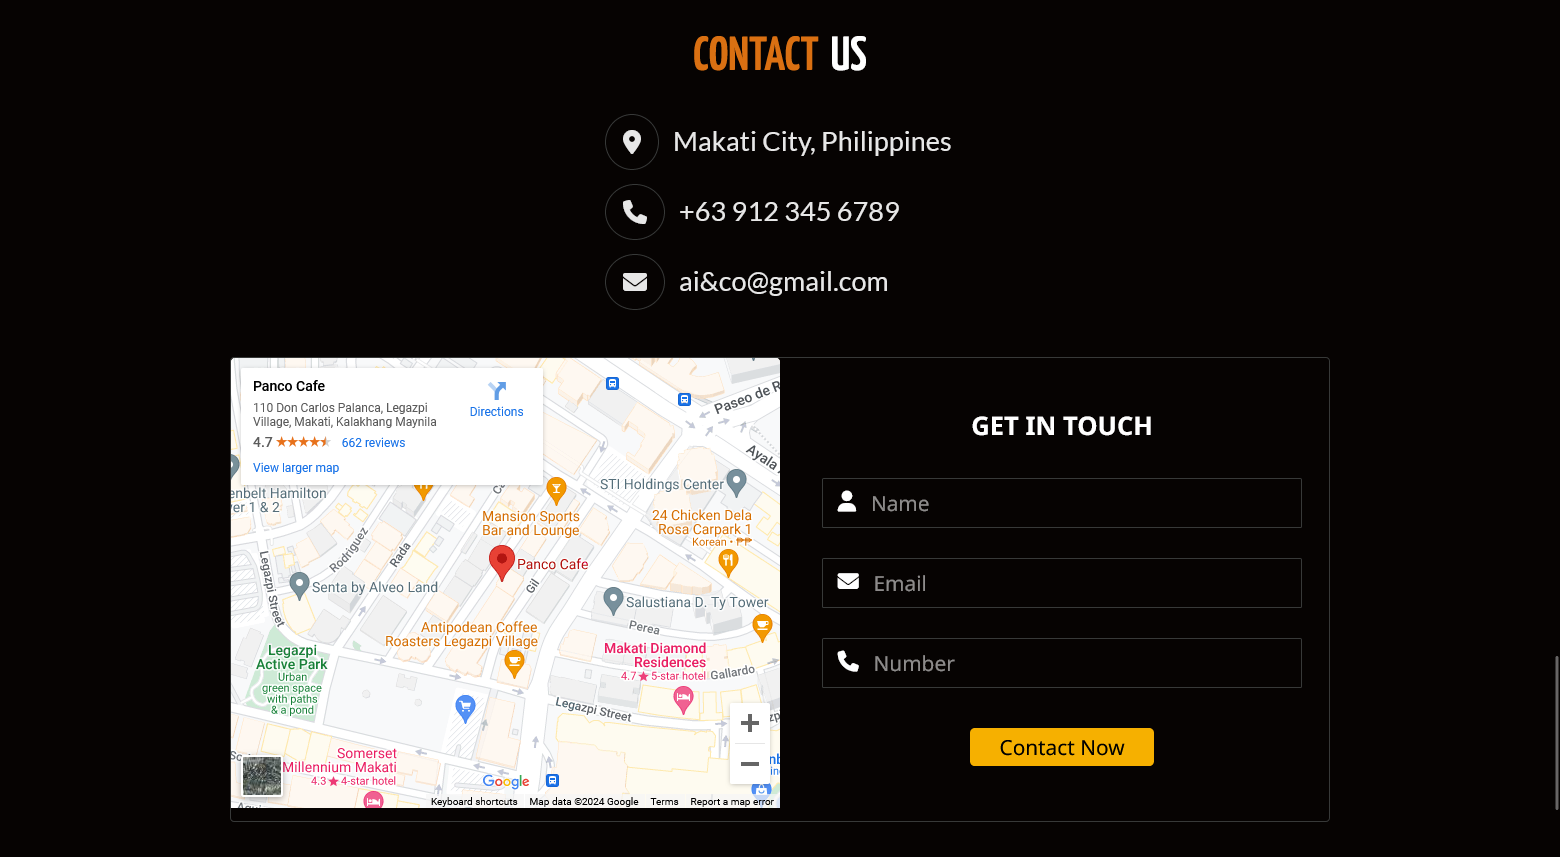 CONTACT US
Makati City, Philippines
+63 912 345 6789
ai&co@gmail.com
Panco Cafe
110 Don Carlos Palanca, Legazpi
Village, Makati, Kalakhang Maynila
4.7
662 reviews
View larger map
Directions
Paseo de R
Ayala
enbelt Hamilton
er 1 & 2
STI Holdings Center
Mansion Sports
Bar and Lounge
24 Chicken Dela
Rosa Carpark 1
Korean
Rodriguez
Rada
Legazpi Street
Panco Cafe
Gil
Senta by Alveo Land
Salustiana D. Ty Tower
Perea
Antipodean Coffee
Roasters Legazpi Village
Makati Diamond
Residences
4.7★5-star hotel
Gallardo
Legazpi
Active Park
Urban
green space
with paths
& a pond
Legazpi Street
Somerset
Millennium Makati
4.3★4-star hotel
Google
Keyboard shortcuts
Map data ©2024 Google
Terms
Report a map error
GET IN TOUCH
Name
Email
Number
Contact Now